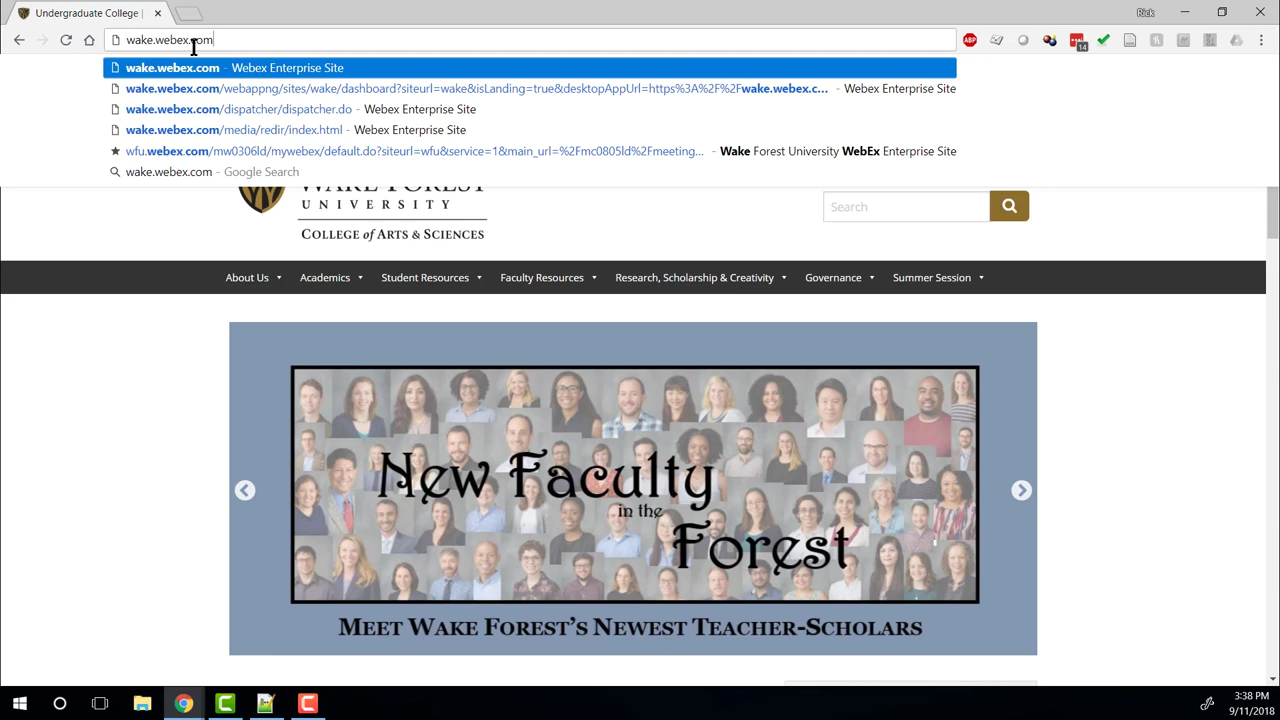 Undergraduate College |
Rick
wake.webex.com
ABP
14
wake.webex.com - Webex Enterprise Site
wake.webex.com/webappng/sites/wake/dashboard?siteurl=wake&isLanding=true&desktopAppUrl=https%3A%2F%2Fwake.webex.c... - Webex Enterprise Site
wake.webex.com/dispatcher/dispatcher.do - Webex Enterprise Site
wake.webex.com/media/redir/index.html - Webex Enterprise Site
wfu.webex.com/mw0306ld/mywebex/default.do?siteurl=wfu&service=1&main_url=%2Fmc0805ld%2Fmeeting... - Wake Forest University WebEx Enterprise Site
wake.webex.com - Google Search
WAKE FOREST
UNIVERSITY
COLLEGE of ARTS & SCIENCES
Search
About Us
Academics
Student Resources
Faculty Resources
Research, Scholarship & Creativity
Governance
Summer Session
New Faculty
in the
Forest
MEET WAKE FOREST'S NEWEST TEACHER-SCHOLARS
3:38 PM
9/11/2018